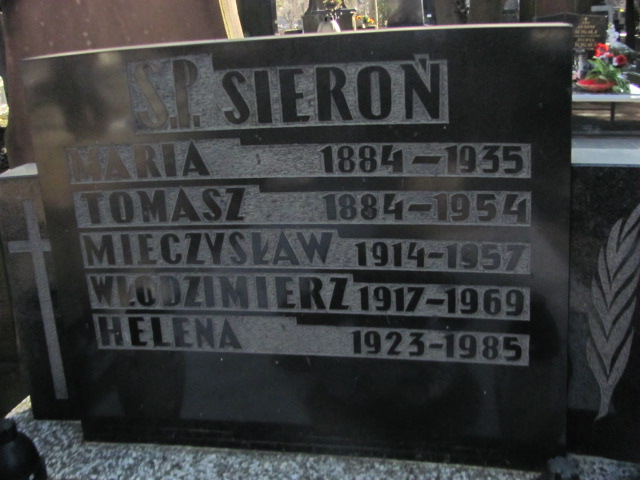 Ś.P. SIEROŃ
MARIA 1884-1935
TOMASZ 1884-1954
MIECZYSŁAW 1914-1957
WŁODZIMIERZ 1917-1969
HELENA 1923-1985